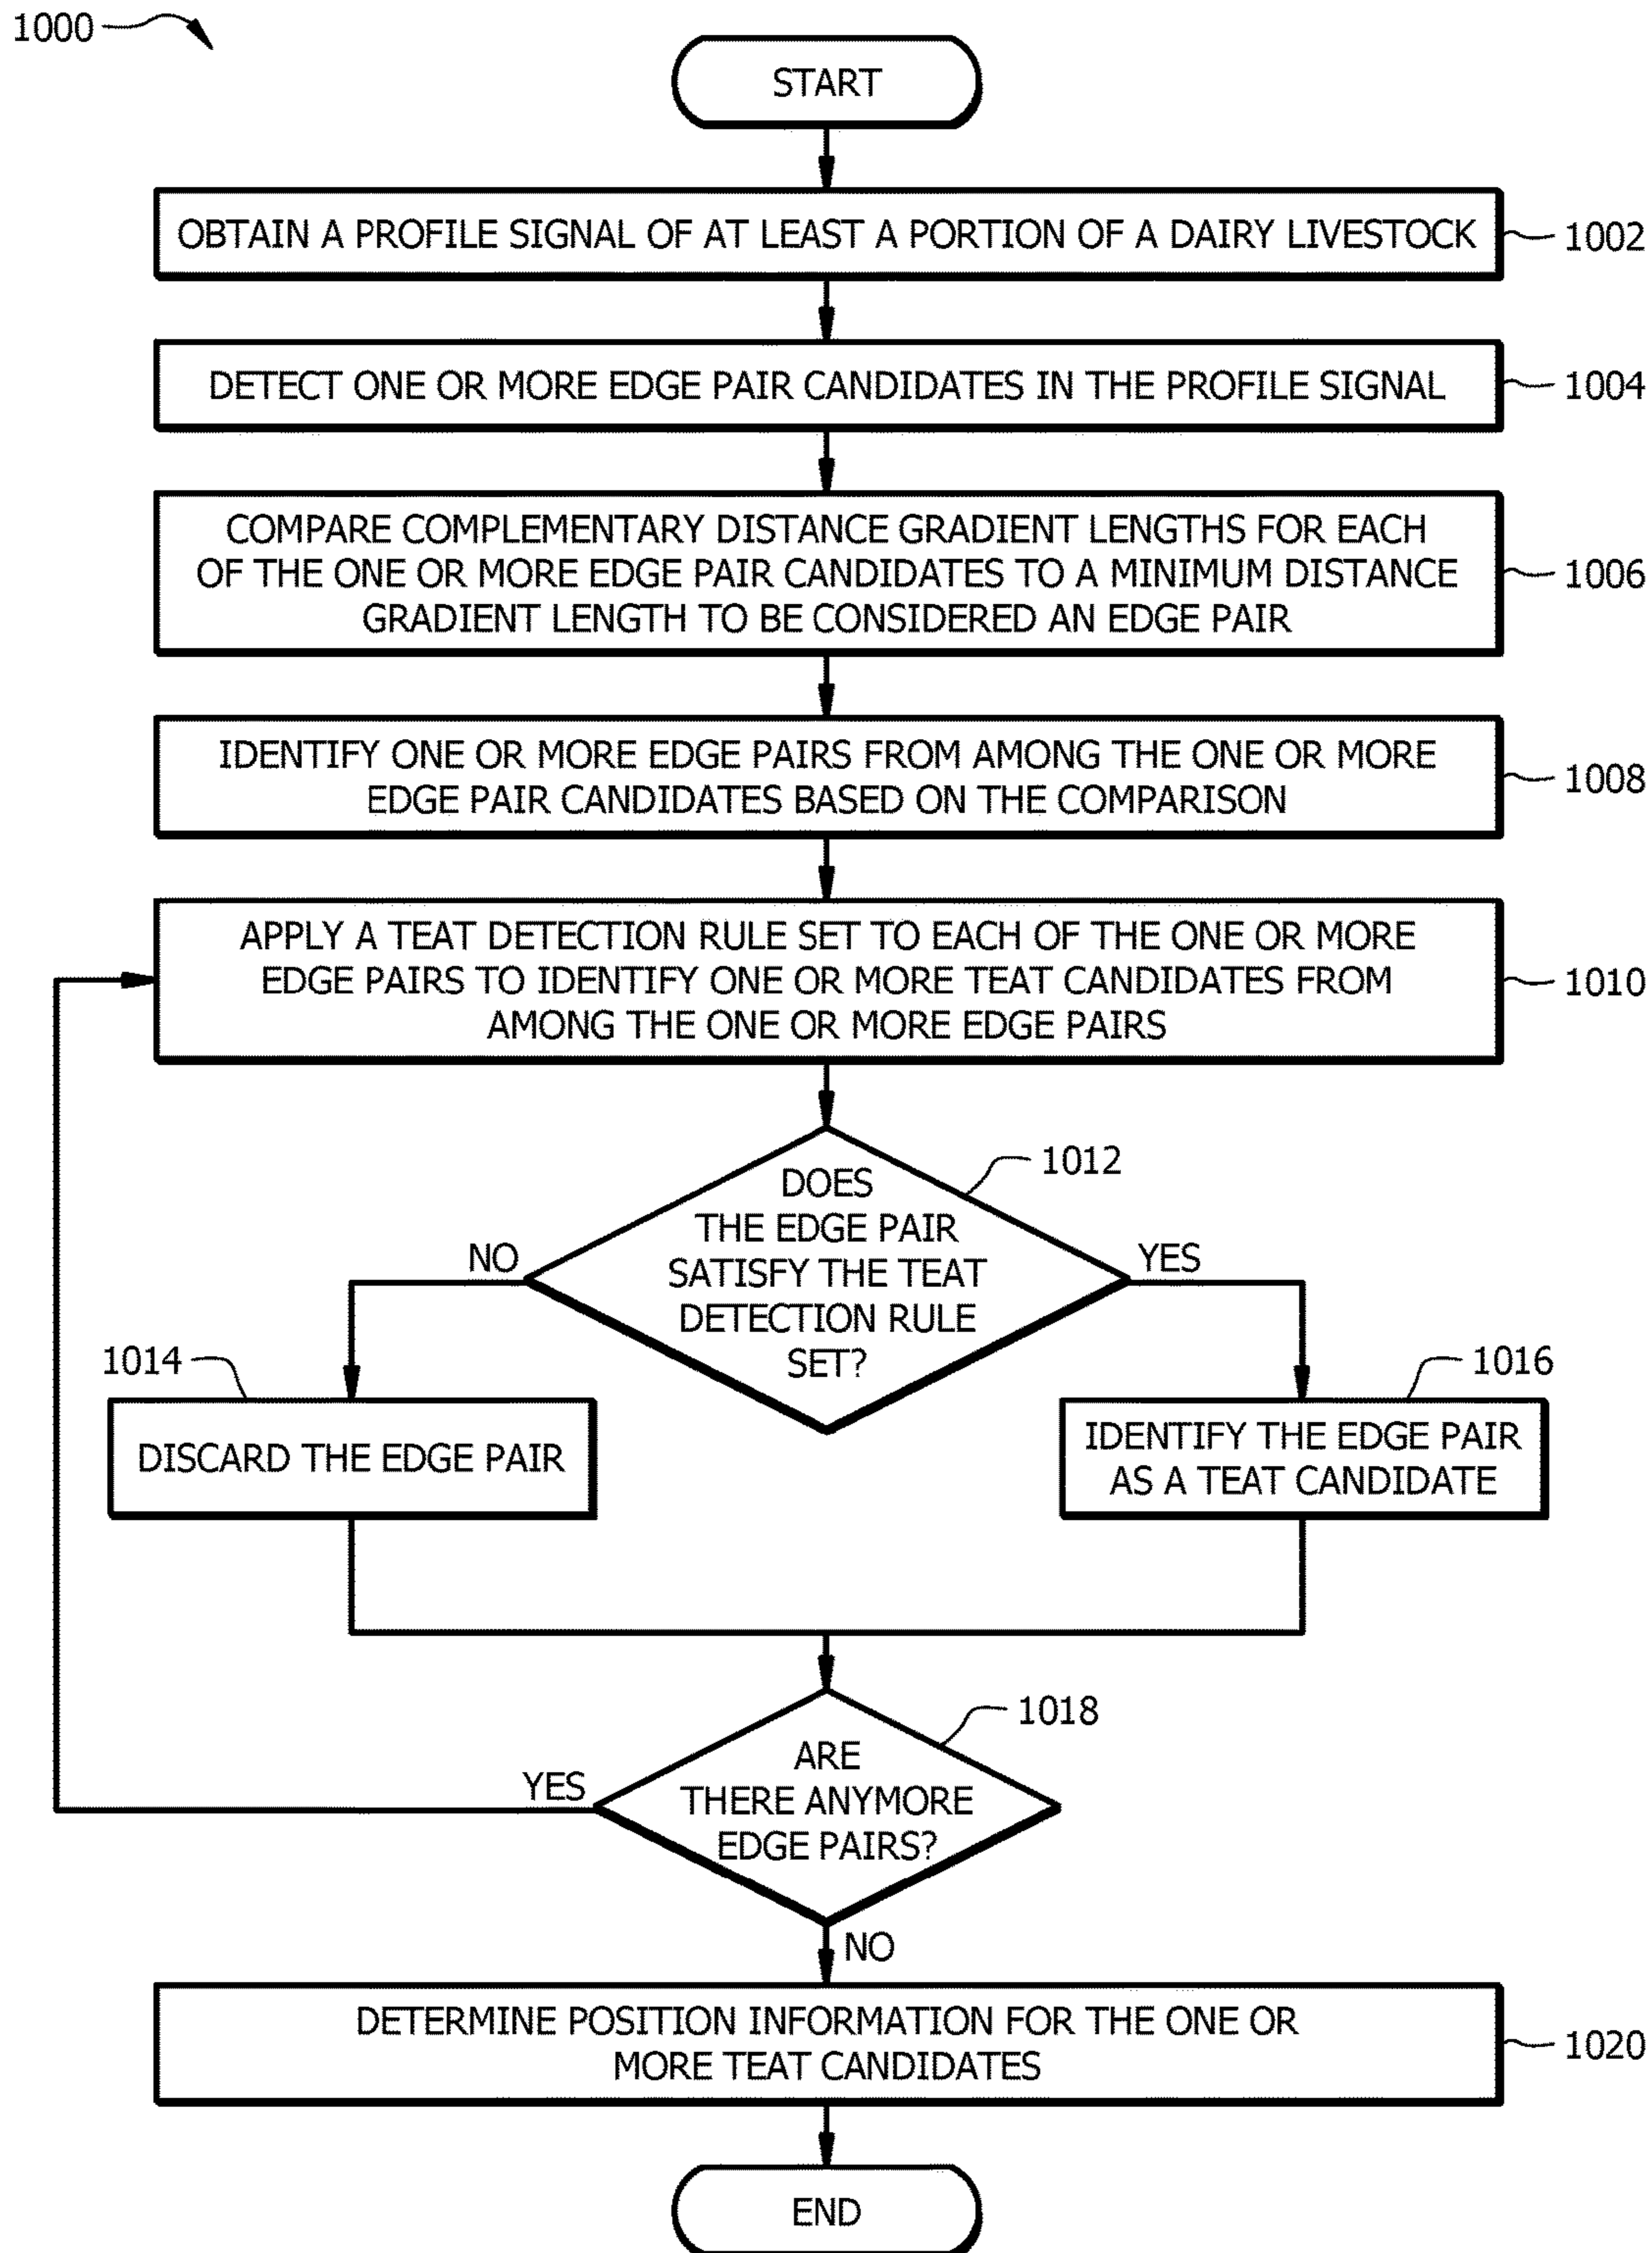 1000
START
OBTAIN A PROFILE SIGNAL OF AT LEAST A PORTION OF A DAIRY LIVESTOCK
1002
DETECT ONE OR MORE EDGE PAIR CANDIDATES IN THE PROFILE SIGNAL
1004
COMPARE COMPLEMENTARY DISTANCE GRADIENT LENGTHS FOR EACH
OF THE ONE OR MORE EDGE PAIR CANDIDATES TO A MINIMUM DISTANCE
GRADIENT LENGTH TO BE CONSIDERED AN EDGE PAIR
1006
IDENTIFY ONE OR MORE EDGE PAIRS FROM AMONG THE ONE OR MORE
EDGE PAIR CANDIDATES BASED ON THE COMPARISON
1008
APPLY A TEAT DETECTION RULE SET TO EACH OF THE ONE OR MORE
EDGE PAIRS TO IDENTIFY ONE OR MORE TEAT CANDIDATES FROM
AMONG THE ONE OR MORE EDGE PAIRS
1010
DOES
THE EDGE PAIR
SATISFY THE TEAT
DETECTION RULE
SET?
1012
NO
YES
1014
DISCARD THE EDGE PAIR
1016
IDENTIFY THE EDGE PAIR
AS A TEAT CANDIDATE
ARE
THERE ANYMORE
EDGE PAIRS?
1018
YES
NO
DETERMINE POSITION INFORMATION FOR THE ONE OR
MORE TEAT CANDIDATES
1020
END